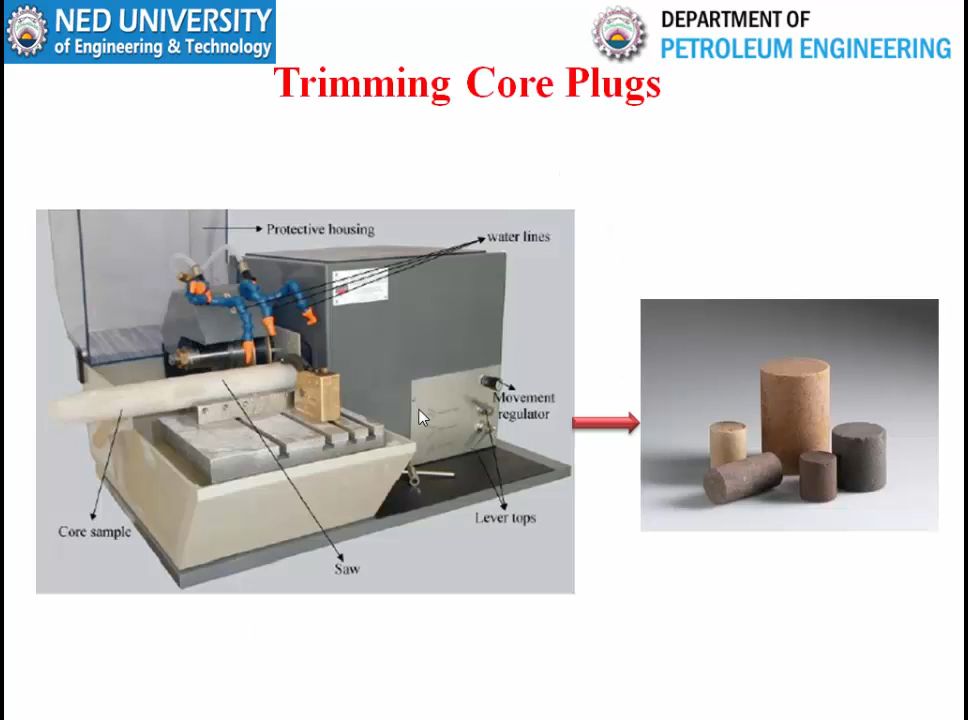 NED UNIVERSITY
of Engineering & Technology
DEPARTMENT OF
PETROLEUM ENGINEERING
Trimming Core Plugs
Protective housing
water lines
Movement
regulator
Lever tops
Core sample
Saw